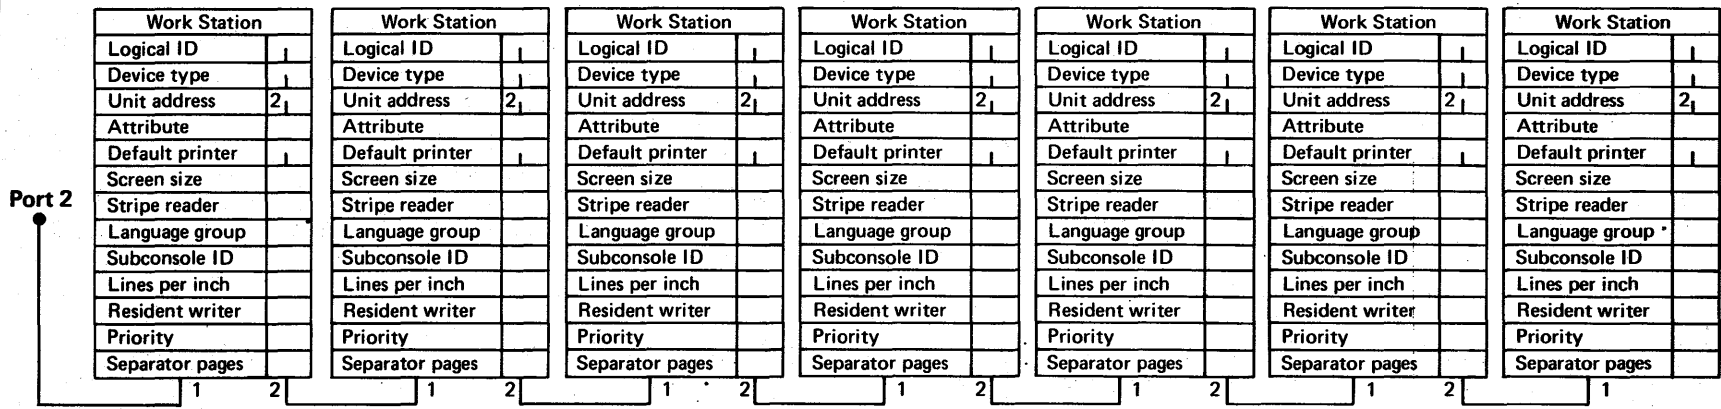 Work Station Work Station Work Station Work Station Work Station Work Station Work Station
Logical ID Logical ID Logical ID Logical ID Logical ID Logical ID Logical ID
Device type Device type Device type Device type Device type Device type Device type
Unit address 2 Unit address 2 Unit address 2 Unit address 2 Unit address 2 Unit address 2 Unit address 2
Attribute Attribute Attribute Attribute Attribute Attribute Attribute
Default printer Default printer Default printer Default printer Default printer Default printer Default printer
Screen size Screen size Screen size Screen size Screen size Screen size Screen size
Port 2 Stripe reader Stripe reader Stripe reader Stripe reader Stripe reader Stripe reader Stripe reader
Language group Language group Language group Language group Language group Language group Language group
Subconsole ID Subconsole ID Subconsole ID Subconsole ID Subconsole ID Subconsole ID Subconsole ID
Lines per inch Lines per inch Lines per inch Lines per inch Lines per inch Lines per inch Lines per inch
Resident writer Resident writer Resident writer Resident writer Resident writer Resident writer Resident writer
Priority Priority Priority Priority Priority Priority Priority
Separator pages Separator pages Separator pages Separator pages Separator pages Separator pages Separator pages
1 2 1 2 1 2 1 2 1 2 1 2 1